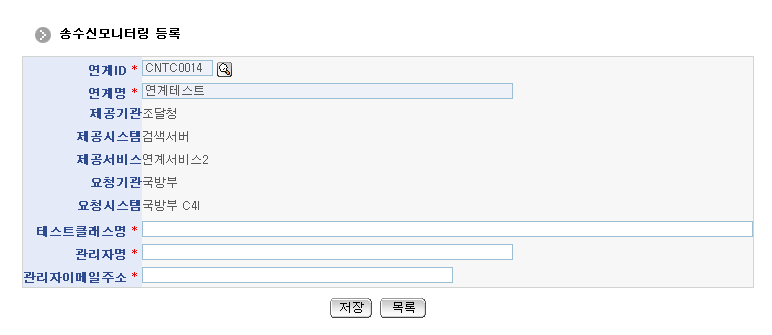 송수신모니터링 등록
연계ID * CNTC0014
연계명 * 연계테스트
제공기관 조달청
제공시스템 검색서버
제공서비스 연계서비스2
요청기관 국방부
요청시스템 국방부 C4I
테스트클래스명 *
관리자명 *
관리자이메일주소 *
저장 목록